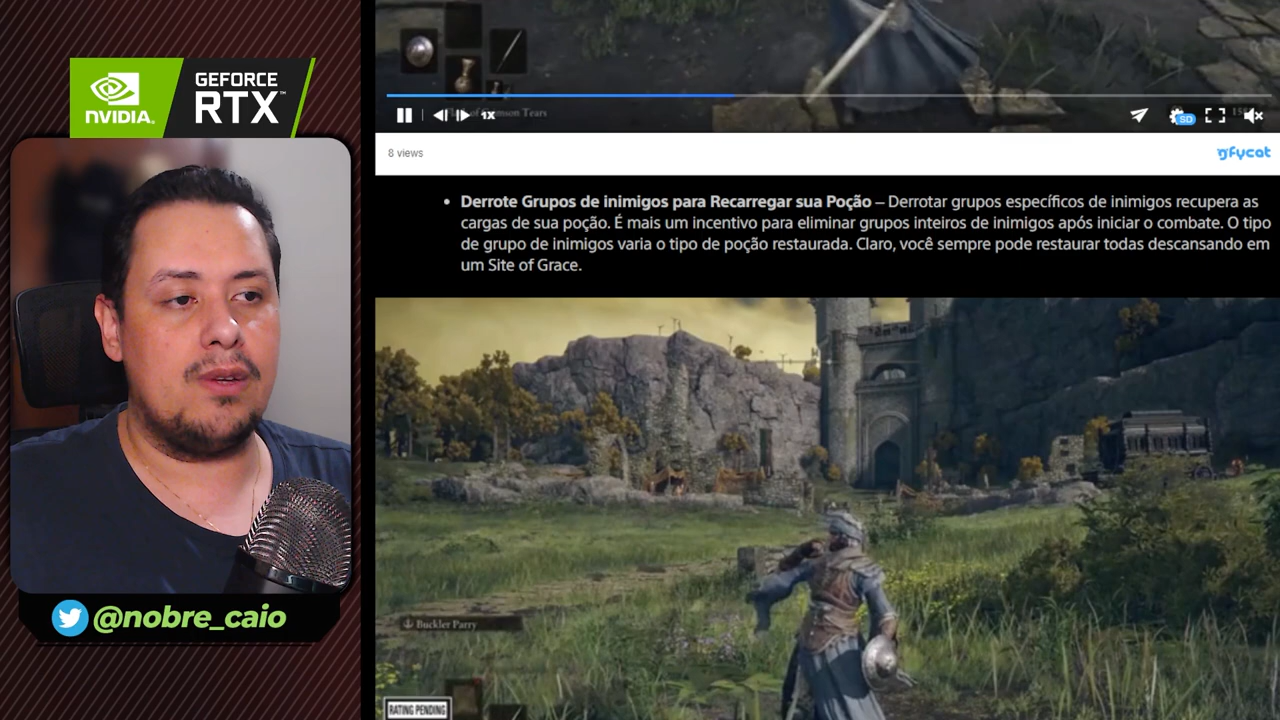 NVIDIA.
GEFORCE
RTX™
@nobre_caio
1X
SD
8 views
gfycat
• Derrote Grupos de inimigos para Recarregar sua Poção – Derrotar grupos específicos de inimigos recupera as
cargas de sua poção. É mais um incentivo para eliminar grupos inteiros de inimigos após iniciar o combate. O tipo
de grupo de inimigos varia o tipo de poção restaurada. Claro, você sempre pode restaurar todas descansando em
um Site of Grace.
Buckler Parry
RATING PENDING